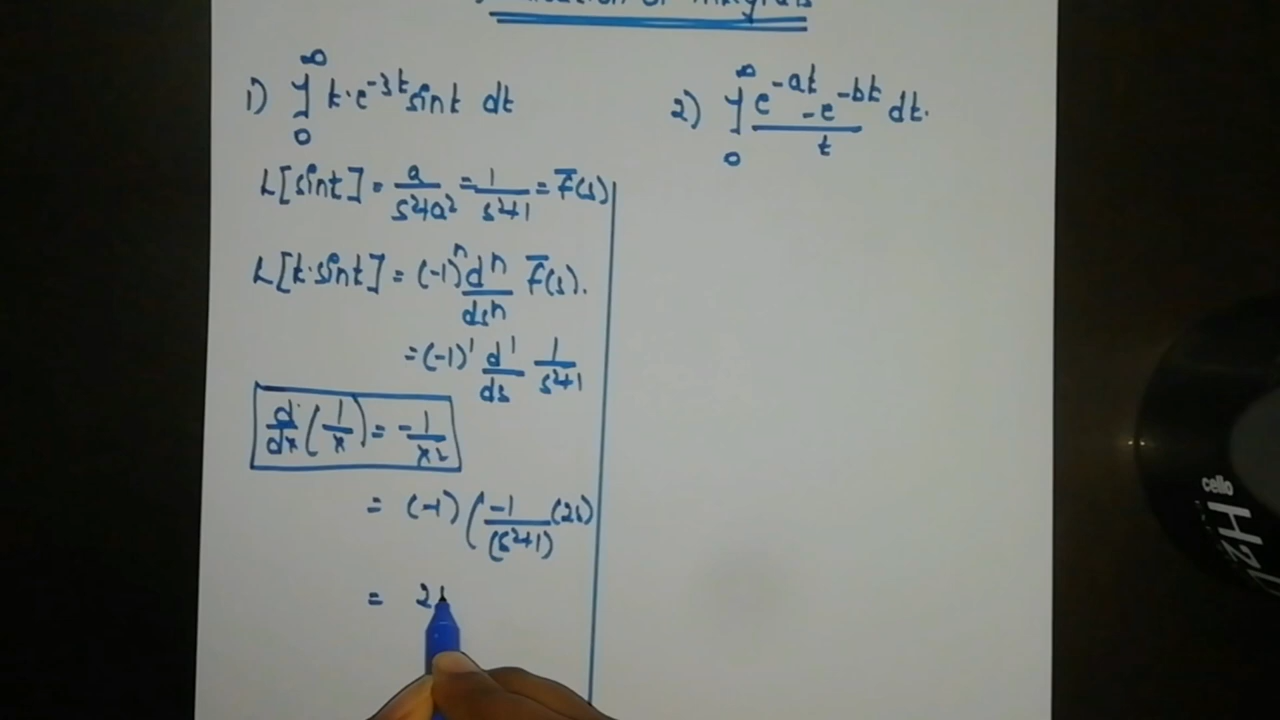 1) ∫₀^∞ t·e^-3t sint dt
L[sint] = a/s²+a² = 1/s²+1 = F̅(s)
L[t·sint] = (-1)ⁿ dⁿ/dsⁿ F̅(s).
= (-1)¹ d¹/ds 1/s²+1
d/dx (1/x) = -1/x²
= (-1) (-1/(s²+1) (2s)
= 2
2) ∫₀^∞ e^-at - e^-bt / t dt.
cello